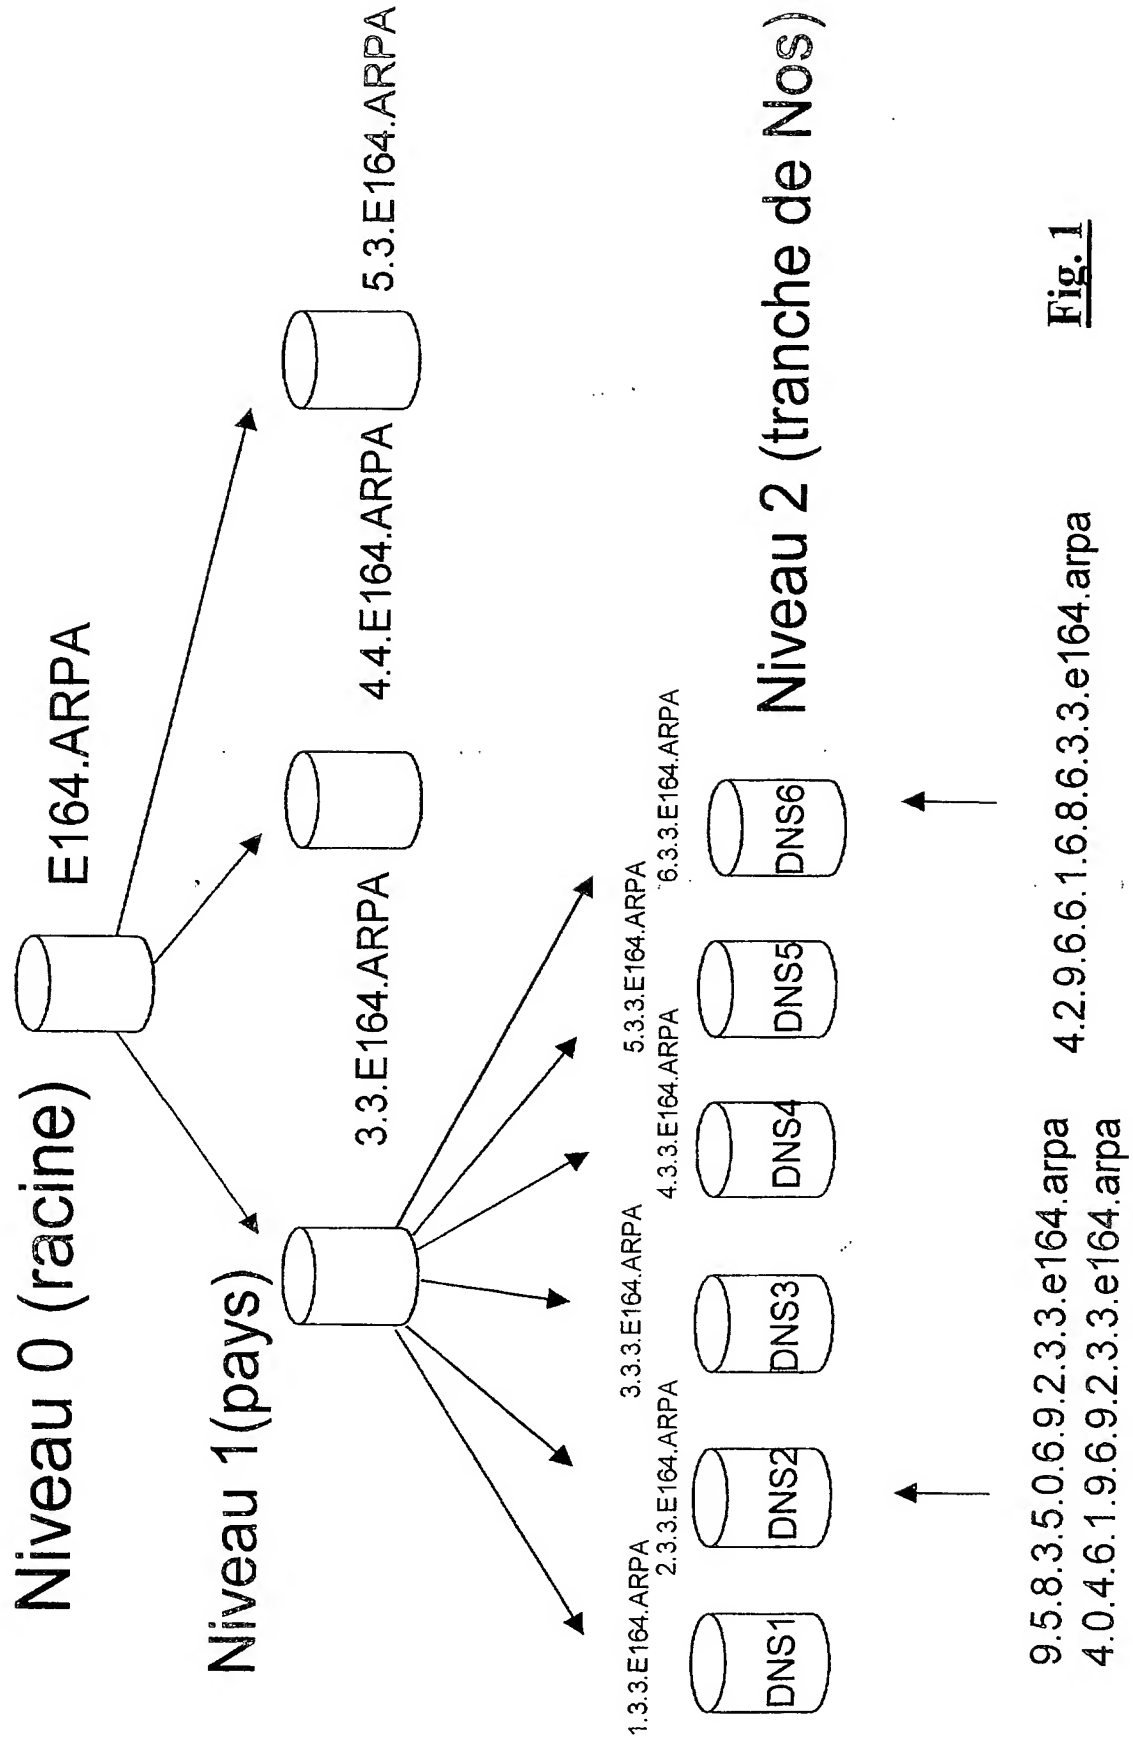 Niveau 0 (racine)
E164.ARPA
Niveau 1(pays)
3.3.E164.ARPA
4.4.E164.ARPA
5.3.E164.ARPA
1.3.3.E164.ARPA
2.3.3.E164.ARPA
3.3.3.E164.ARPA
4.3.3.E164.ARPA
5.3.3.E164.ARPA
6.3.3.E164.ARPA
DNS1
DNS2
DNS3
DNS4
DNS5
DNS6
Niveau 2 (tranche de Nos)
9.5.8.3.5.0.6.9.2.3.3.e164.arpa
4.0.4.6.1.9.6.9.2.3.3.e164.arpa
4.2.9.6.6.1.6.8.6.3.3.e164.arpa
Fig. 1